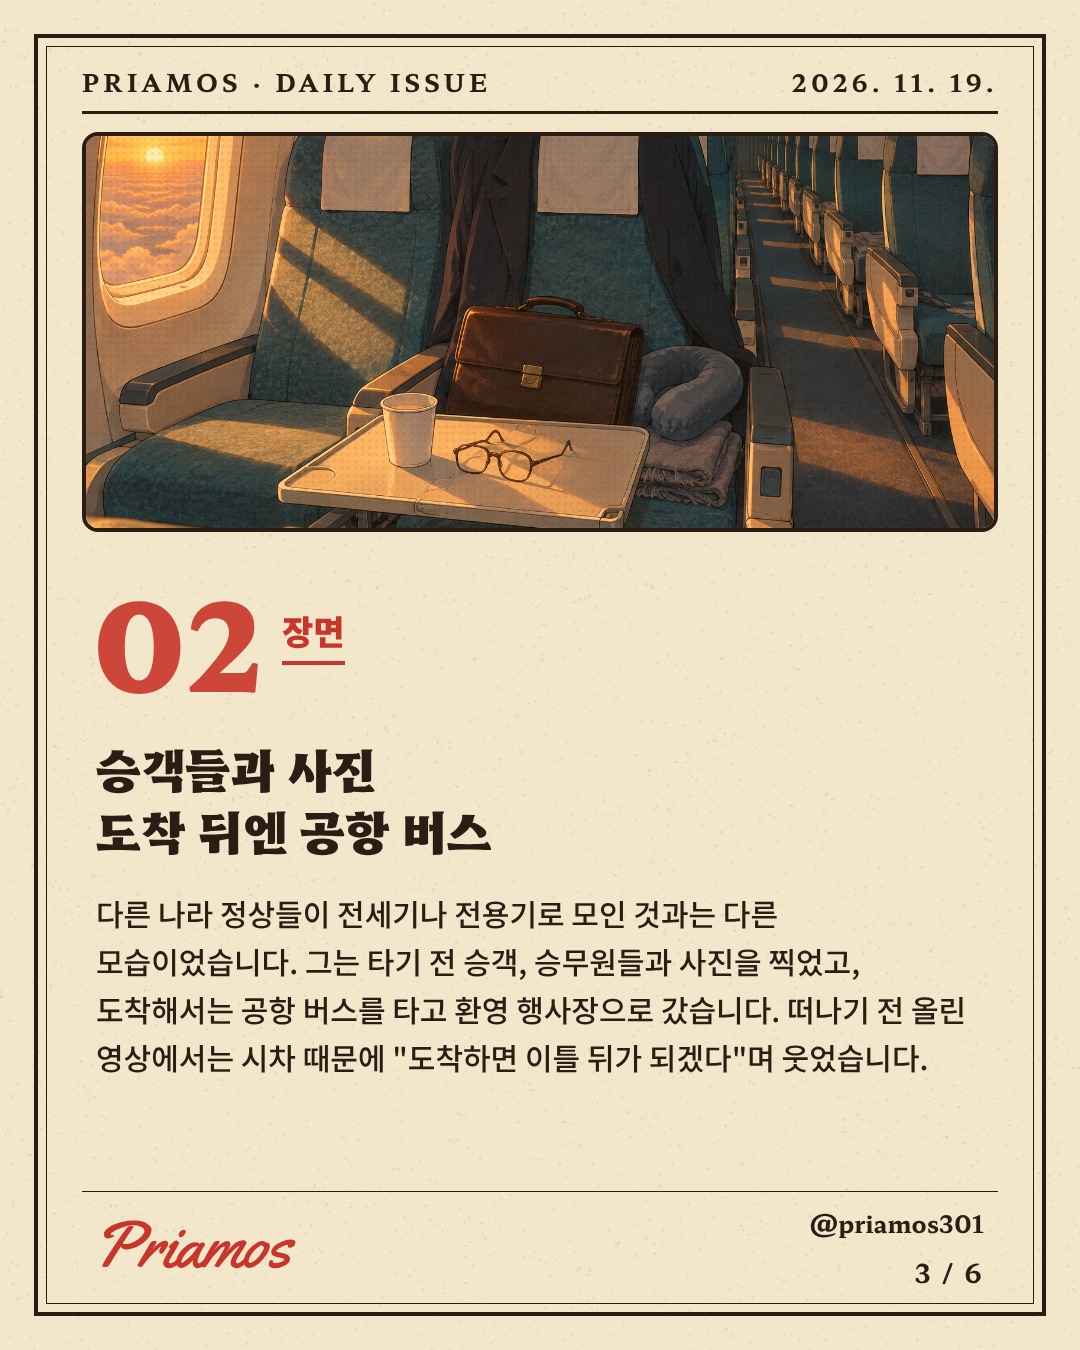 PRIAMOS · DAILY ISSUE
2026. 11. 19.
02
장면
승객들과 사진
도착 뒤엔 공항 버스
다른 나라 정상들이 전세기나 전용기로 모인 것과는 다른
모습이었습니다. 그는 타기 전 승객, 승무원들과 사진을 찍었고,
도착해서는 공항 버스를 타고 환영 행사장으로 갔습니다. 떠나기 전 올린
영상에서는 시차 때문에 "도착하면 이틀 뒤가 되겠다"며 웃었습니다.
Priamos
@priamos301
3 / 6